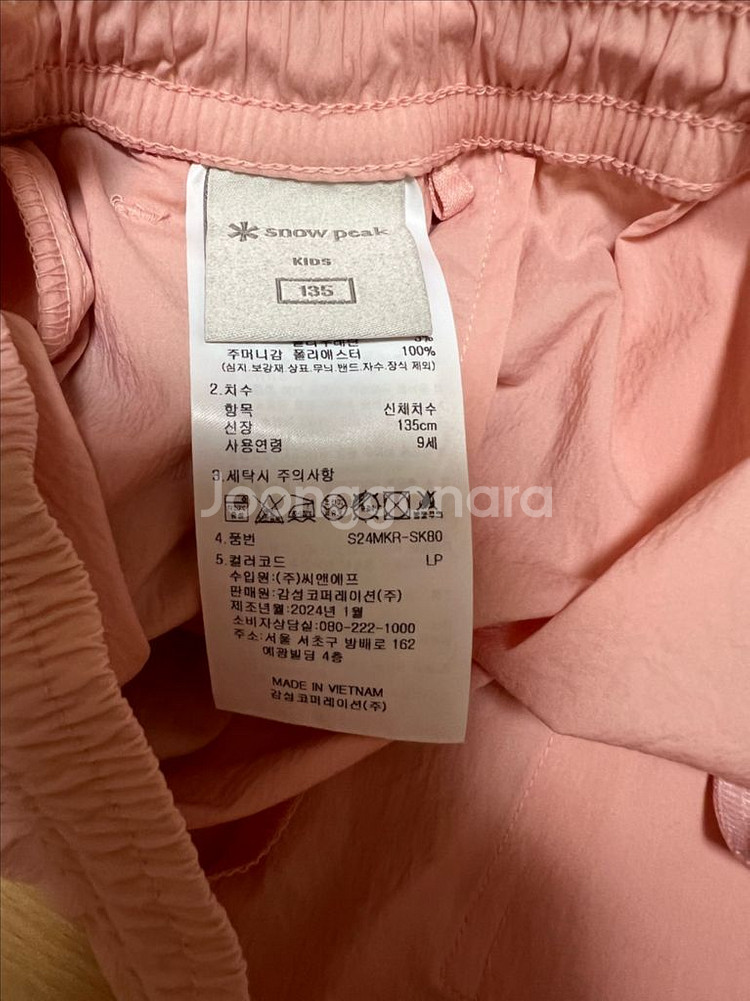 snow peak
KIDS
135
3%
주머니감 폴리에스터 100%
(심지.보강재.상표.무늬.밴드.자수.장식 제외)
2.치수
항목 신체치수
신장 135cm
사용연령 9세
3.세탁시 주의사항
Joonggonara
4.품번 S24MKR-SK80
5.컬러코드 LP
수입원:(주)씨앤에프
판매원:감성코퍼레이션(주)
제조년월:2024년 1월
소비자상담실:080-222-1000
주소:서울 서초구 방배로 162
예광빌딩 4층
MADE IN VIETNAM
감성코퍼레이션(주)